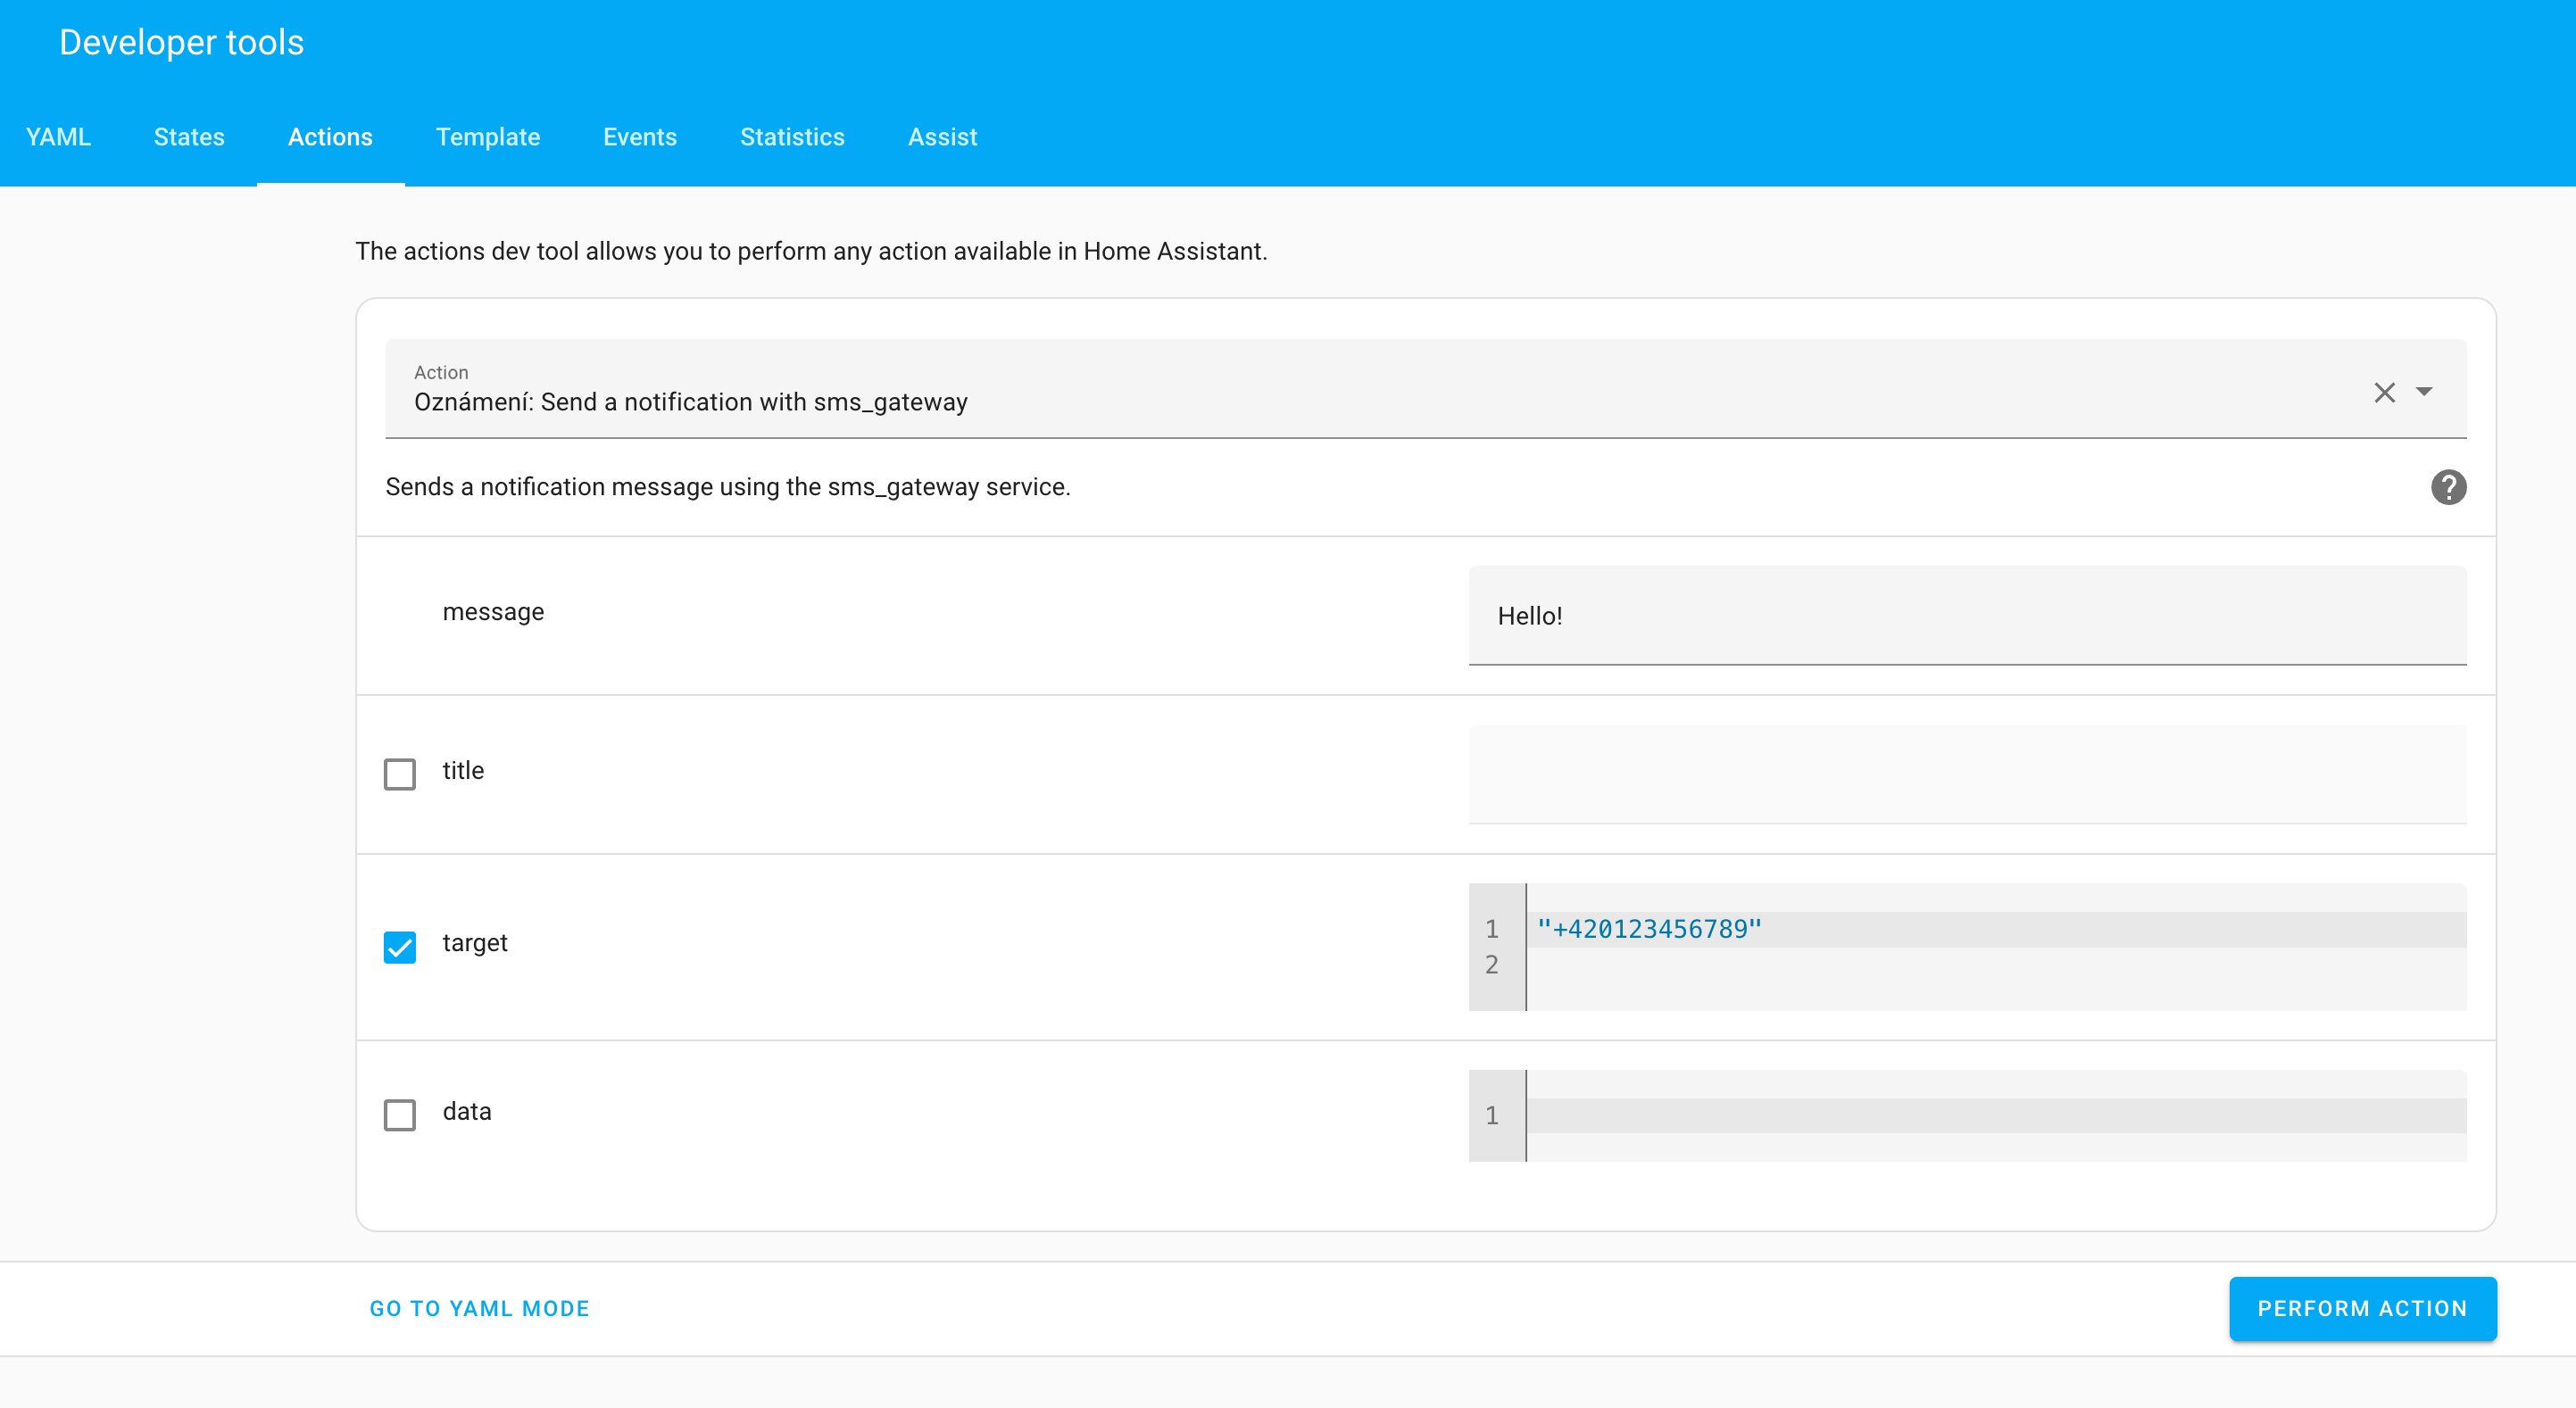 Developer tools
YAML States Actions Template Events Statistics Assist
The actions dev tool allows you to perform any action available in Home Assistant.
Action
Oznámení: Send a notification with sms_gateway
Sends a notification message using the sms_gateway service.
?
message
Hello!
title
target
1 "+420123456789"
2
data
1
GO TO YAML MODE
PERFORM ACTION